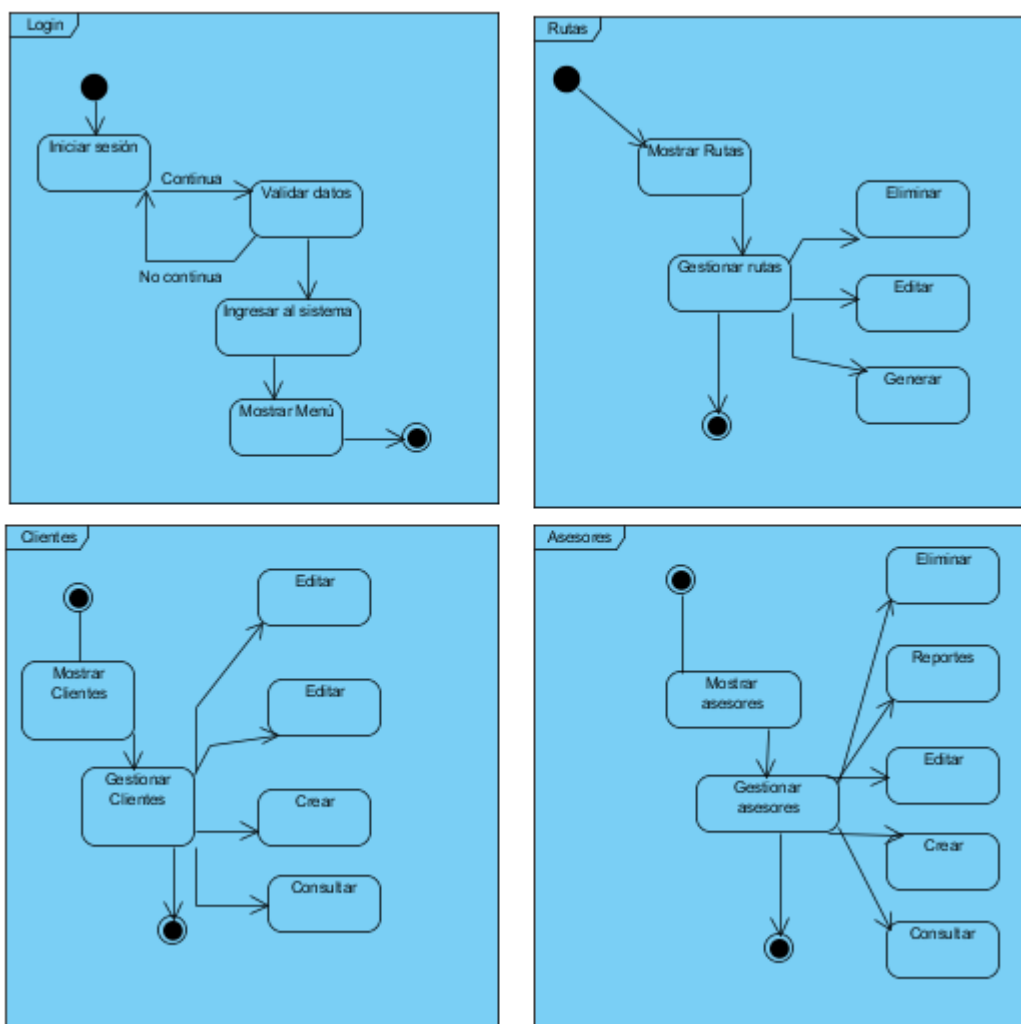 Login
Iniciar sesión
Continua
Validar datos
No continua
Ingresar al sistema
Mostrar Menú
Rutas
Mostrar Rutas
Gestionar rutas
Eliminar
Editar
Generar
Clientes
Mostrar
Clientes
Gestionar
Clientes
Editar
Editar
Crear
Consultar
Asesores
Mostrar
asesores
Gestionar
asesores
Eliminar
Reportes
Editar
Crear
Consultar